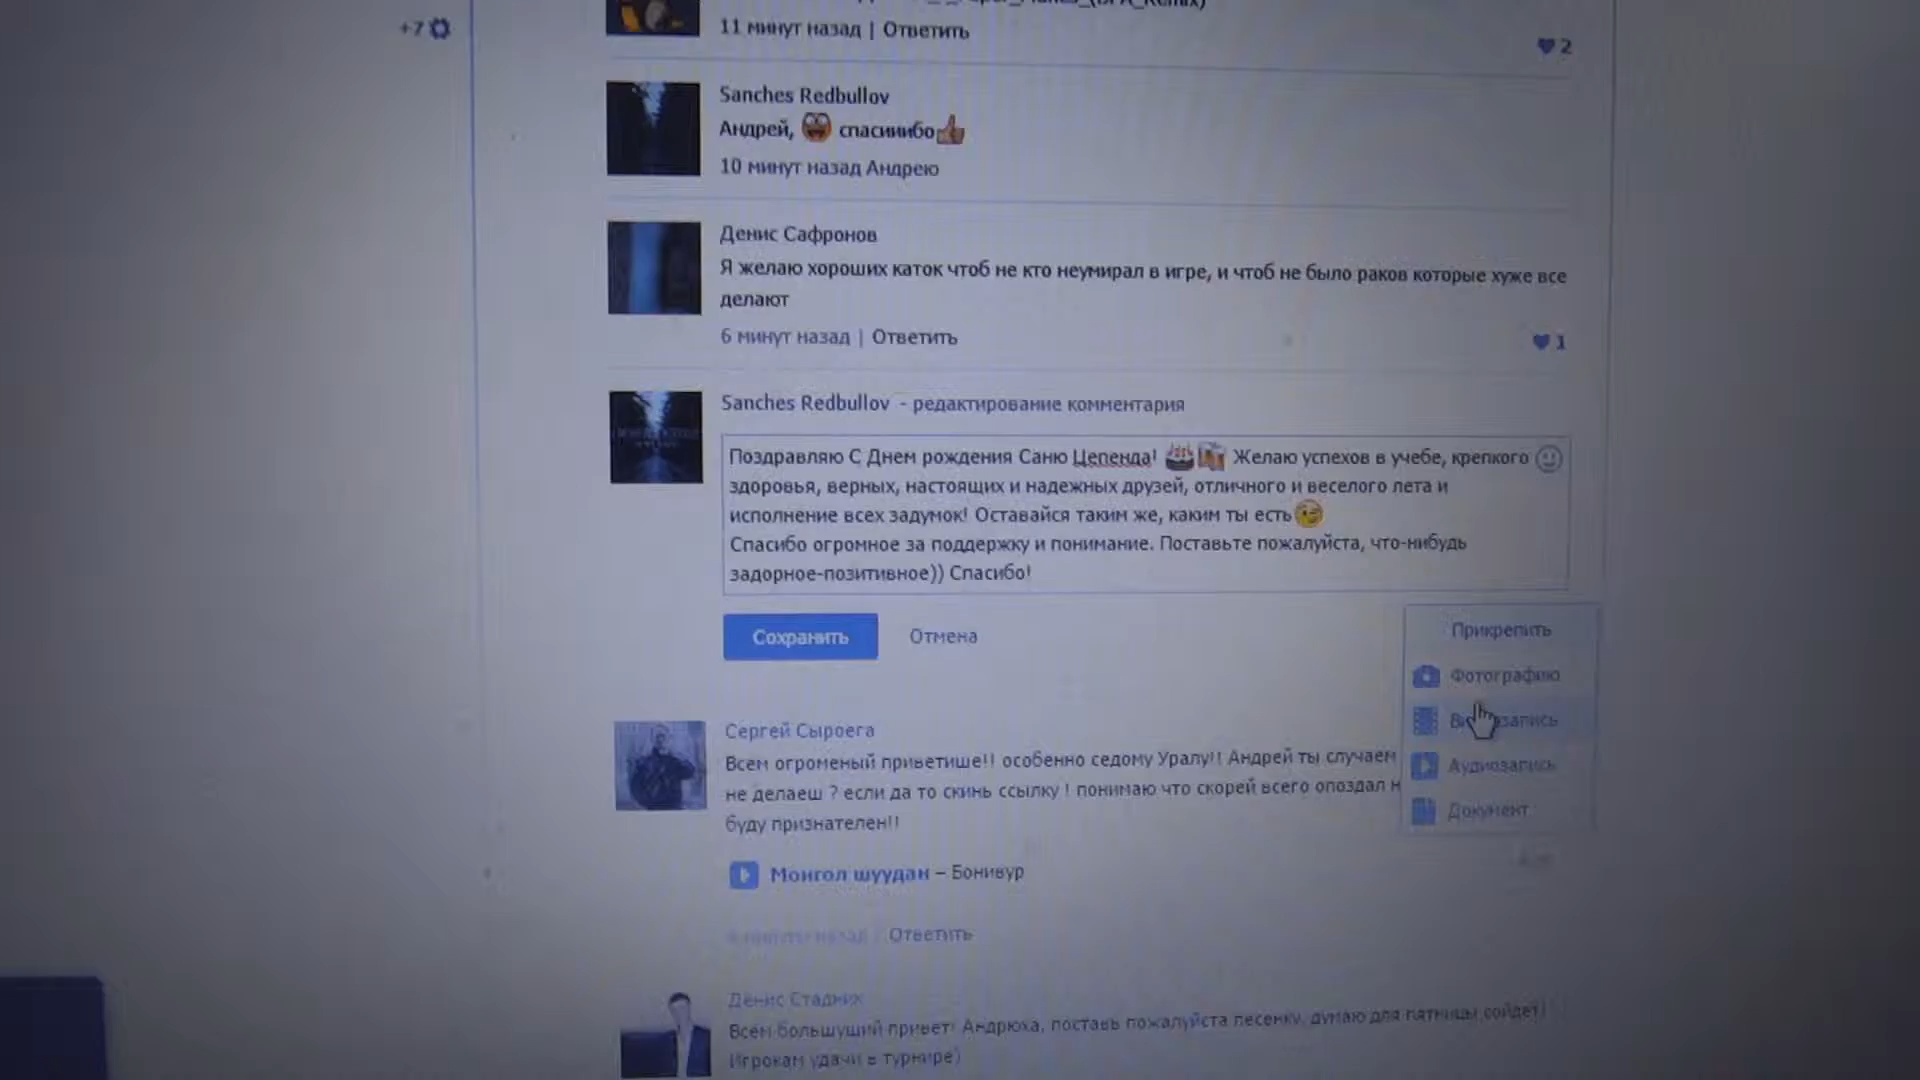 +7
11 минут назад | Ответить
2
Sanches Redbullov
Андрей, спасииибо
10 минут назад Андрею
Денис Сафронов
Я желаю хороших каток чтоб не кто неумирал в игре, и чтоб не было раков которые хуже все
делают
6 минут назад | Ответить
1
Sanches Redbullov - редактирование комментария
Поздравляю С Днем рождения Саню Цепенда! Желаю успехов в учебе, крепкого
здоровья, верных, настоящих и надежных друзей, отличного и веселого лета и
исполнение всех задумок! Оставайся таким же, каким ты есть
Спасибо огромное за поддержку и понимание. Поставьте пожалуйста, что-нибудь
задорное-позитивное)) Спасибо!
Сохранить Отмена
Прикрепить
Фотографию
Видеозапись
Аудиозапись
Документ
Сергей Сыроега
Всем огроменый приветише!! особенно седому Уралу!! Андрей ты случаем
не делаеш ? если да то скинь ссылку ! понимаю что скорей всего опоздал
буду признателен!!
Монгол шуудан – Бонивур
минуты назад | Ответить
Денис Стадник
Всем большущий привет! Андрюха, поставь пожалуйста песенку, думаю для пятницы сойдет)
Игрокам удачи в турнире)